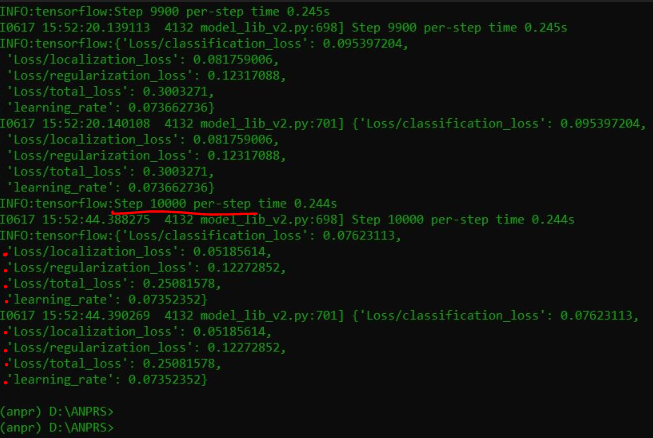 INFO:tensorflow:Step 9900 per-step time 0.245s
I0617 15:52:20.139113  4132 model_lib_v2.py:698] Step 9900 per-step time 0.245s
INFO:tensorflow:{'Loss/classification_loss': 0.095397204,
 'Loss/localization_loss': 0.081759006,
 'Loss/regularization_loss': 0.12317088,
 'Loss/total_loss': 0.3003271,
 'learning_rate': 0.073662736}
I0617 15:52:20.140108  4132 model_lib_v2.py:701] {'Loss/classification_loss': 0.095397204,
 'Loss/localization_loss': 0.081759006,
 'Loss/regularization_loss': 0.12317088,
 'Loss/total_loss': 0.3003271,
 'learning_rate': 0.073662736}
INFO:tensorflow:Step 10000 per-step time 0.244s
I0617 15:52:44.388275  4132 model_lib_v2.py:698] Step 10000 per-step time 0.244s
INFO:tensorflow:{'Loss/classification_loss': 0.07623113,
 'Loss/localization_loss': 0.05185614,
 'Loss/regularization_loss': 0.12272852,
 'Loss/total_loss': 0.25081578,
 'learning_rate': 0.07352352}
I0617 15:52:44.390269  4132 model_lib_v2.py:701] {'Loss/classification_loss': 0.07623113,
 'Loss/localization_loss': 0.05185614,
 'Loss/regularization_loss': 0.12272852,
 'Loss/total_loss': 0.25081578,
 'learning_rate': 0.07352352}
(anpr) D:\ANPRS>
(anpr) D:\ANPRS>